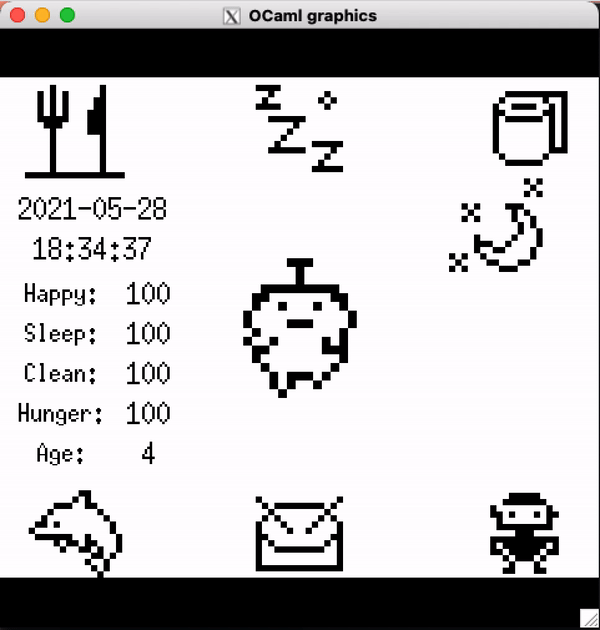 OCaml graphics
Z
Z
Z
2021-05-28
18:34:37
Happy: 100
Sleep: 100
Clean: 100
Hunger: 100
Age: 4